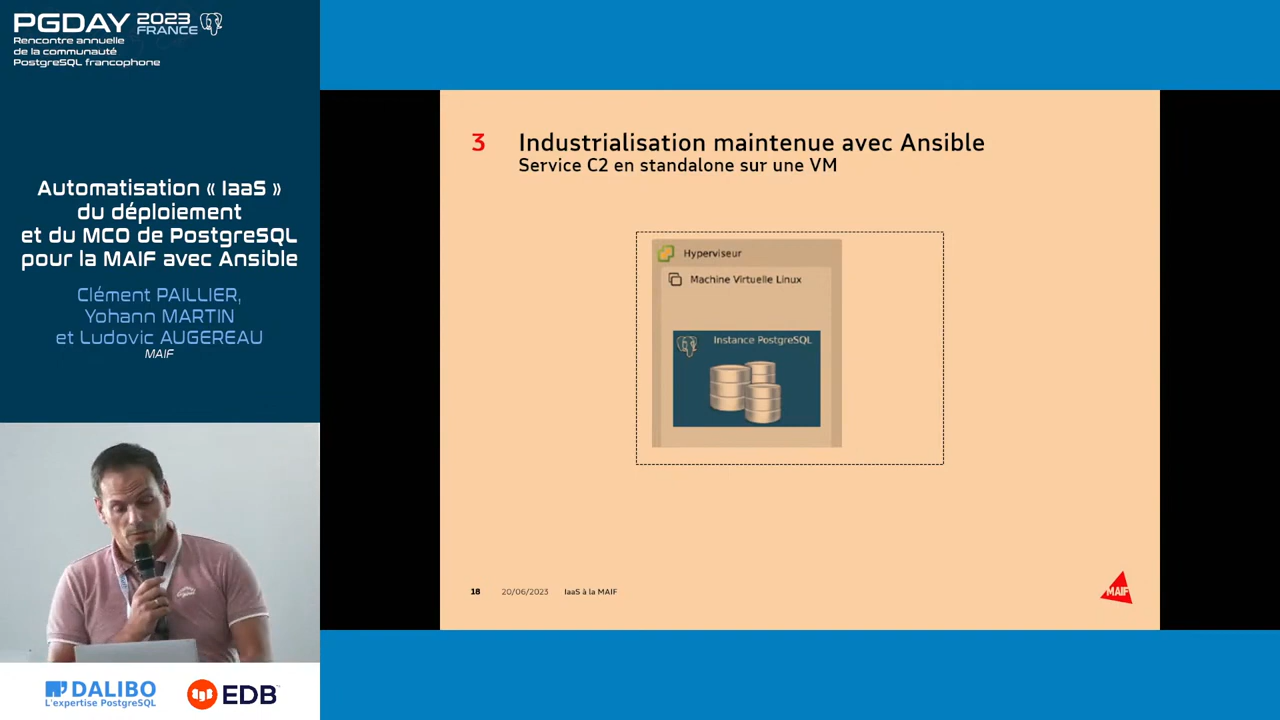 PGDAY 2023 FRANCE
Rencontre annuelle
de la communauté
PostgreSQL francophone
Automatisation « IaaS »
du déploiement
et du MCO de PostgreSQL
pour la MAIF avec Ansible
Clément PAILLIER,
Yohann MARTIN
et Ludovic AUGEREAU
MAIF
DALIBO
L'expertise PostgreSQL
EDB
3 Industrialisation maintenue avec Ansible
Service C2 en standalone sur une VM
Hyperviseur
Machine Virtuelle Linux
Instance PostgreSQL
18 20/06/2023 IaaS à la MAIF
MAIF